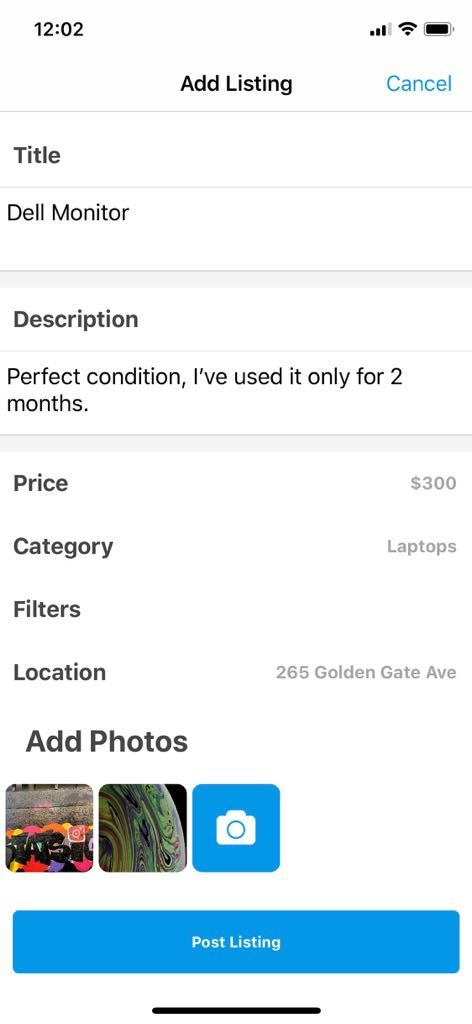 12:02
Add Listing
Cancel
Title
Dell Monitor
Description
Perfect condition, I’ve used it only for 2
months.
Price
$300
Category
Laptops
Filters
Location
265 Golden Gate Ave
Add Photos
Post Listing